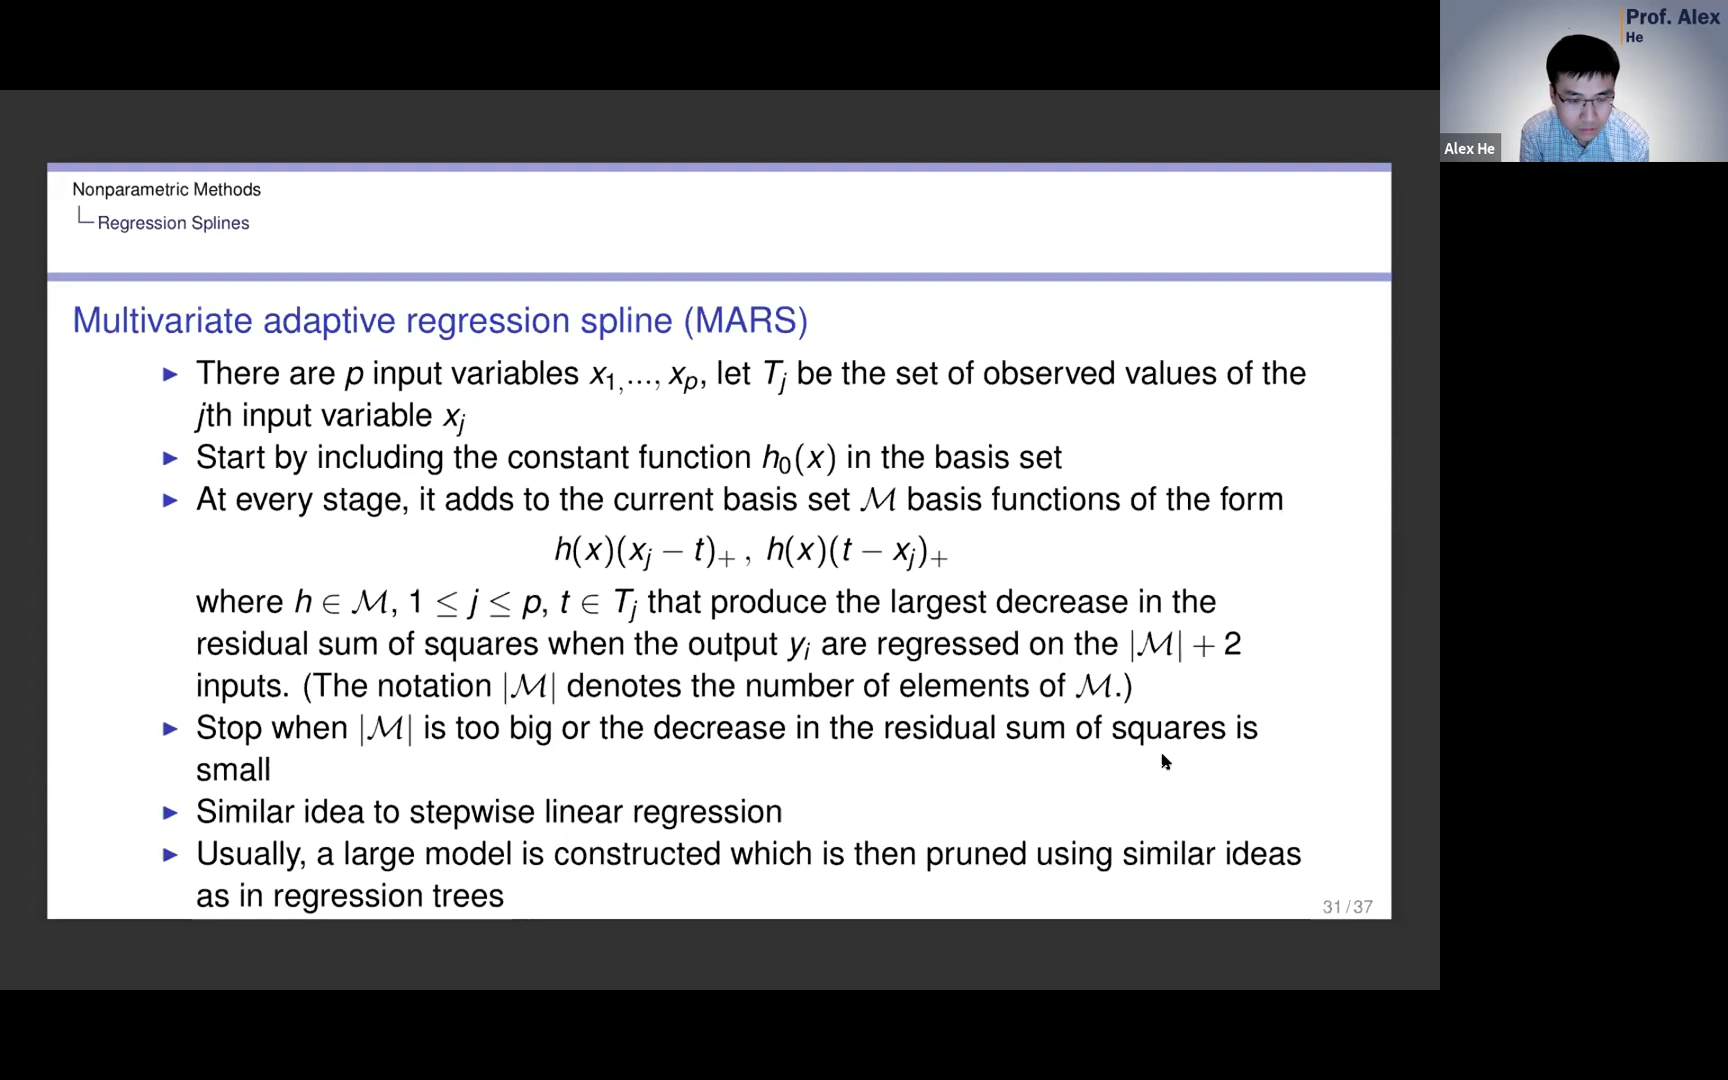 Prof. Alex
He
Alex He
Nonparametric Methods
Regression Splines
Multivariate adaptive regression spline (MARS)
► There are p input variables x₁,..., xₚ, let Tⱼ be the set of observed values of the
jth input variable xⱼ
► Start by including the constant function h₀(x) in the basis set
► At every stage, it adds to the current basis set ℳ basis functions of the form
h(x)(xⱼ − t)₊ , h(x)(t − xⱼ)₊
where h ∈ ℳ, 1 ≤ j ≤ p, t ∈ Tⱼ that produce the largest decrease in the
residual sum of squares when the output yᵢ are regressed on the |ℳ| + 2
inputs. (The notation |ℳ| denotes the number of elements of ℳ.)
► Stop when |ℳ| is too big or the decrease in the residual sum of squares is
small
► Similar idea to stepwise linear regression
► Usually, a large model is constructed which is then pruned using similar ideas
as in regression trees
31/37